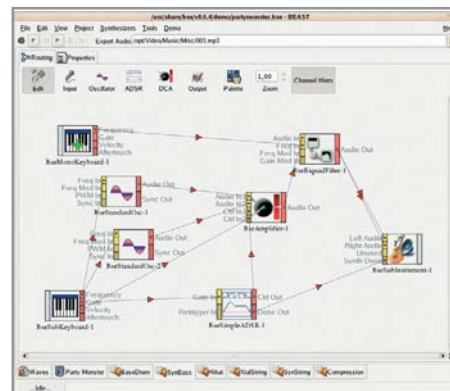 /usr/share/bse/v0.6.4/demo/partymonster.bse - BEAST
File Edit View Project Synthesizers Tools Demo
Export Audio: /opt/Video/Music/Misc/001.mp3
Routing Properties
Edit Input Oscillator ADSR DCA Output Palette 1,00 Zoom Channel Hints
Frequency
Gate
Velocity
Aftertouch
BseMonoKeyboard-1
Audio In
Freq In
Freq Mod In
Gain Mod In
Audio Out
BseBiquadFilter-1
Freq In
Freq Mod In
PWM In
Sync In
Audio Out
Sync Out
BseStandardOsc-1
Audio In
Audio In
Ctrl In
Ctrl In
Audio Out
BseAmplifier-1
Freq In
Freq Mod In
PWM In
Sync In
Audio Out
Sync Out
BseStandardOsc-2
Left Audio
Right Audio
Unused
Synth Done
BseSubInstrument-1
Frequency
Gate
Velocity
Aftertouch
BseSubKeyboard-1
Gate In
Retrigger In
Ctrl Out
Done Out
BseSimpleADSR-1
Waves Party Monster BaseDrum SynBass HiHat SynString Compression
...Idle...